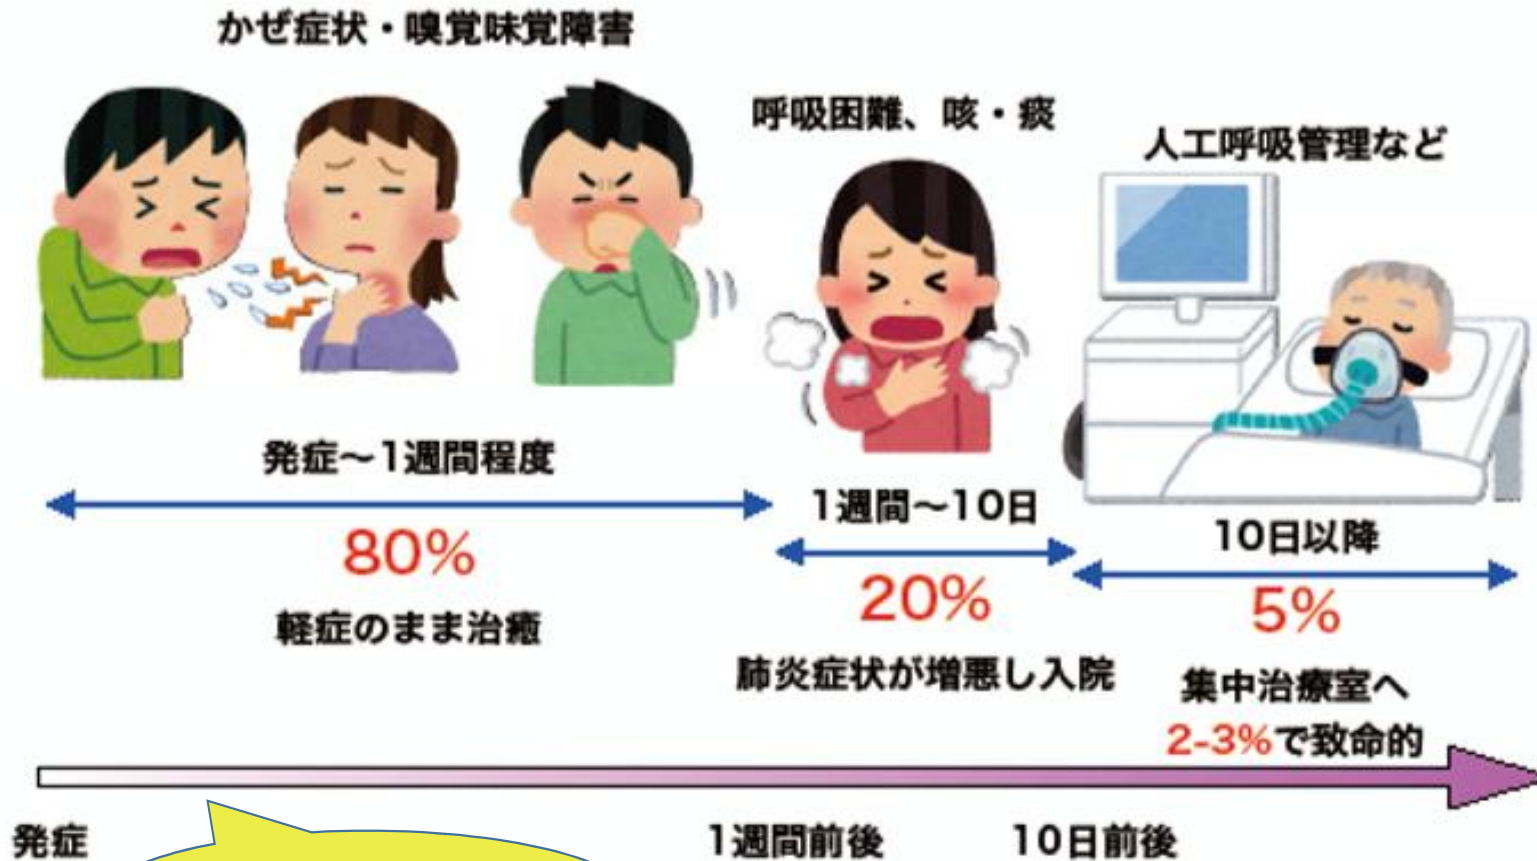 かぜ症状・嗅覚味覚障害
呼吸困難、咳・痰
人工呼吸管理など
発症～1週間程度
80%
軽症のまま治癒
1週間～10日
20%
肺炎症状が増悪し入院
10日以降
5%
集中治療室へ
2-3%で致命的
発症
1週間前後
10日前後